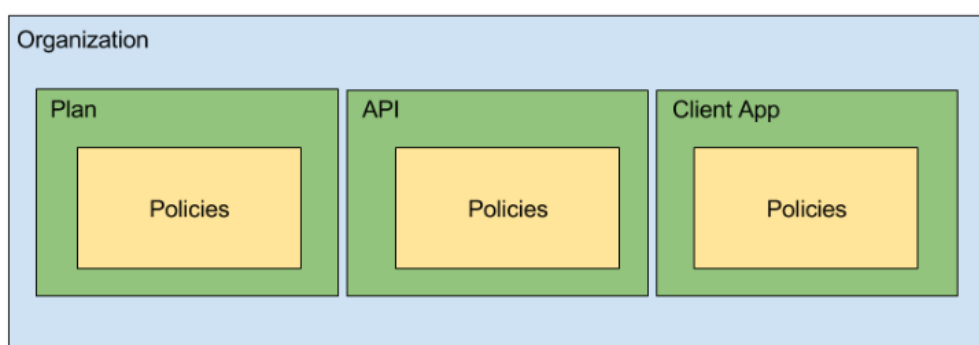 Organization
Plan
API
Client App
Policies
Policies
Policies